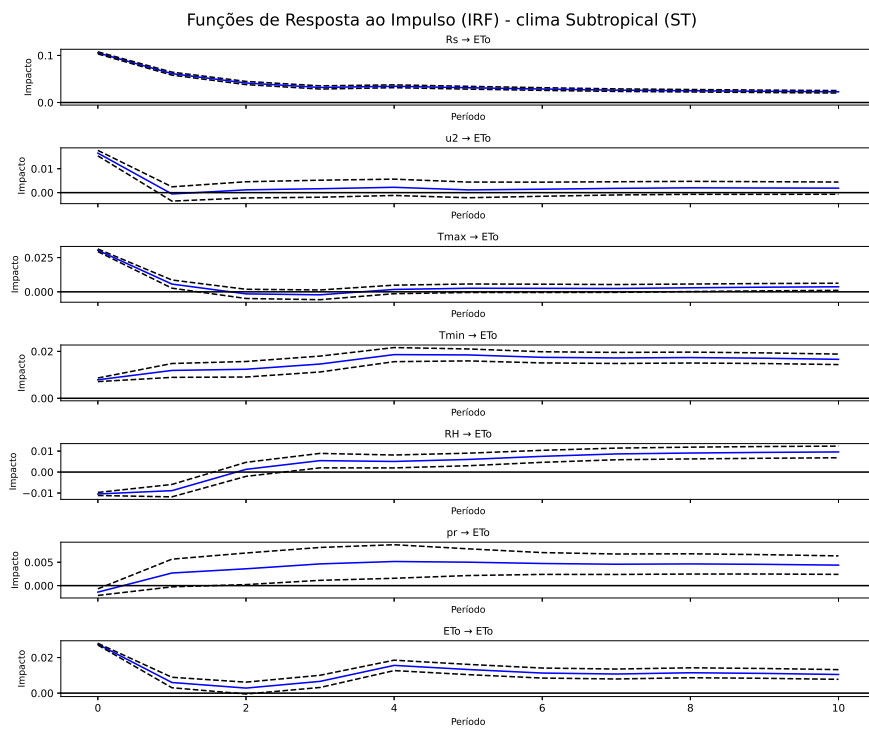 Funções de Resposta ao Impulso (IRF) - clima Subtropical (ST)
Rs → ETo
0.1
0.0
Impacto
Período
u2 → ETo
0.01
0.00
Impacto
Período
Tmax → ETo
0.025
0.000
Impacto
Período
Tmin → ETo
0.02
0.00
Impacto
Período
RH → ETo
0.01
0.00
−0.01
Impacto
Período
pr → ETo
0.005
0.000
Impacto
Período
ETo → ETo
0.02
0.00
Impacto
0 2 4 6 8 10
Período